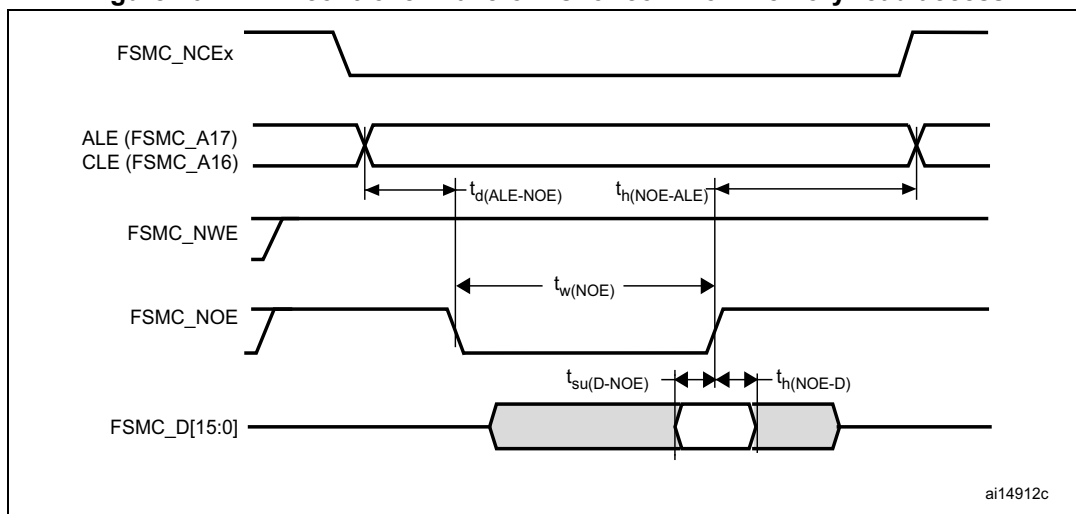 FSMC_NCEx
ALE (FSMC_A17)
CLE (FSMC_A16)
td(ALE-NOE)
th(NOE-ALE)
FSMC_NWE
tw(NOE)
FSMC_NOE
tsu(D-NOE)
th(NOE-D)
FSMC_D[15:0]
ai14912c